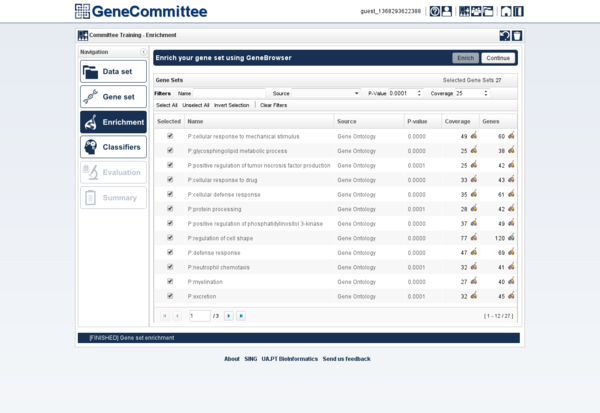 GeneCommittee
guest_1368293622388
Committee Training - Enrichment
Navigation
Data set
Gene set
Enrichment
Classifiers
Evaluation
Summary
Enrich your gene set using GeneBrowser
Enrich
Continue
Gene Sets
Selected Gene Sets 27
Filters Name Source P-Value 0.0001 Coverage 25
Select All Unselect All Invert Selection Clear Filters
Selected Name Source P-value Coverage Genes
P:cellular response to mechanical stimulus Gene Ontology 0.0000 49 60
P:glycosphingolipid metabolic process Gene Ontology 0.0000 25 38
P:positive regulation of tumor necrosis factor production Gene Ontology 0.0001 25 42
P:cellular response to drug Gene Ontology 0.0000 33 43
P:cellular defense response Gene Ontology 0.0000 35 61
P:protein processing Gene Ontology 0.0001 28 42
P:positive regulation of phosphatidylinositol 3-kinase Gene Ontology 0.0000 37 49
P:regulation of cell shape Gene Ontology 0.0000 77 120
P:defense response Gene Ontology 0.0000 47 69
P:neutrophil chemotaxis Gene Ontology 0.0001 32 41
P:myelination Gene Ontology 0.0000 27 40
P:excretion Gene Ontology 0.0001 32 45
1 / 3
[ 1 - 12 / 27 ]
[FINISHED] Gene set enrichment
About SING UA.PT Bioinformatics Send us feedback